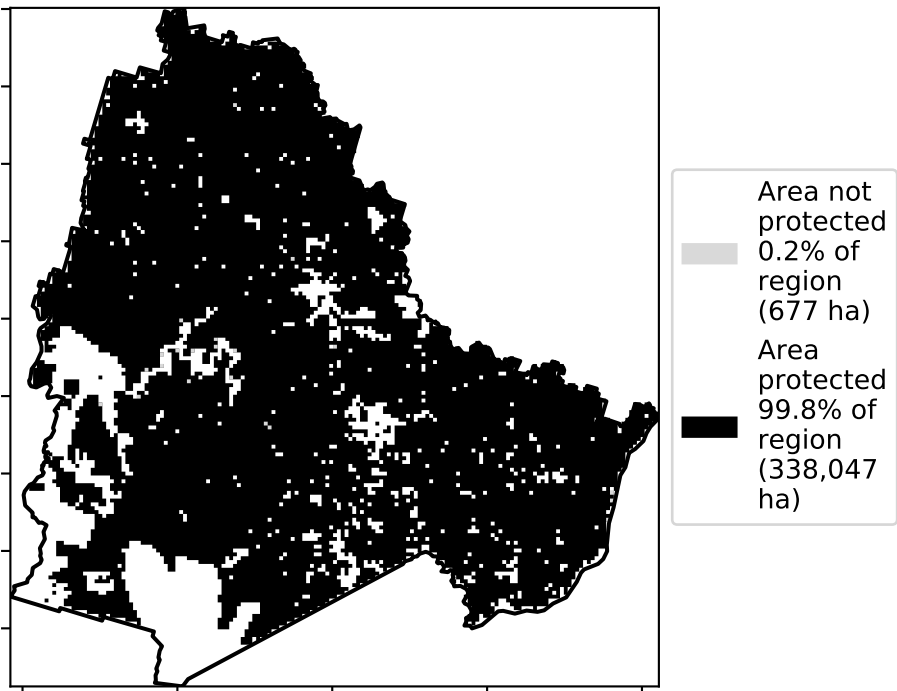 Area not
protected
0.2% of
region
(677 ha)
Area
protected
99.8% of
region
(338,047
ha)